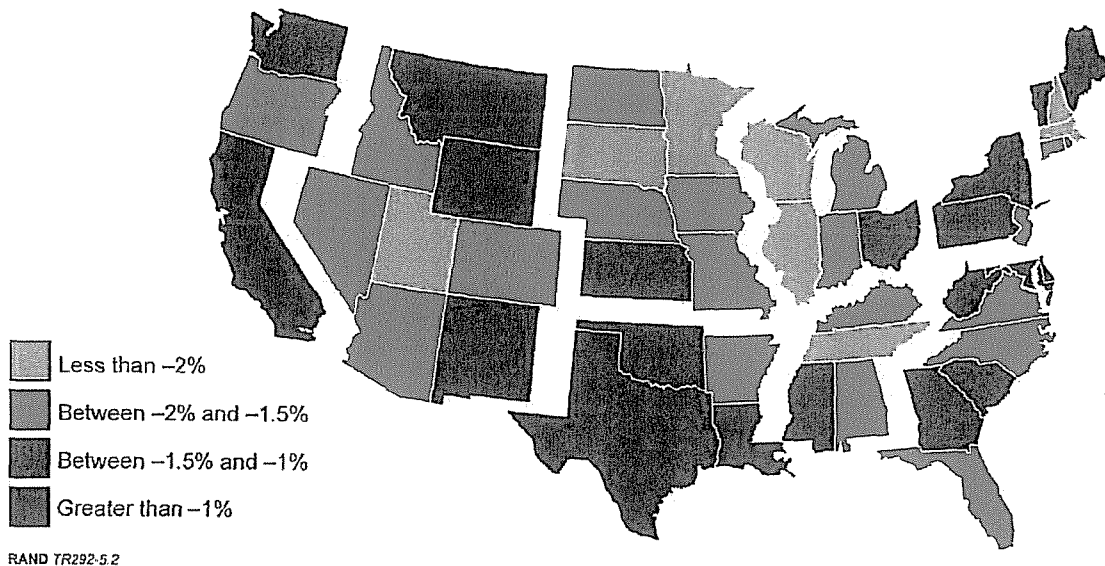 Less than –2%
Between –2% and –1.5%
Between –1.5% and –1%
Greater than –1%
RAND TR292-5.2